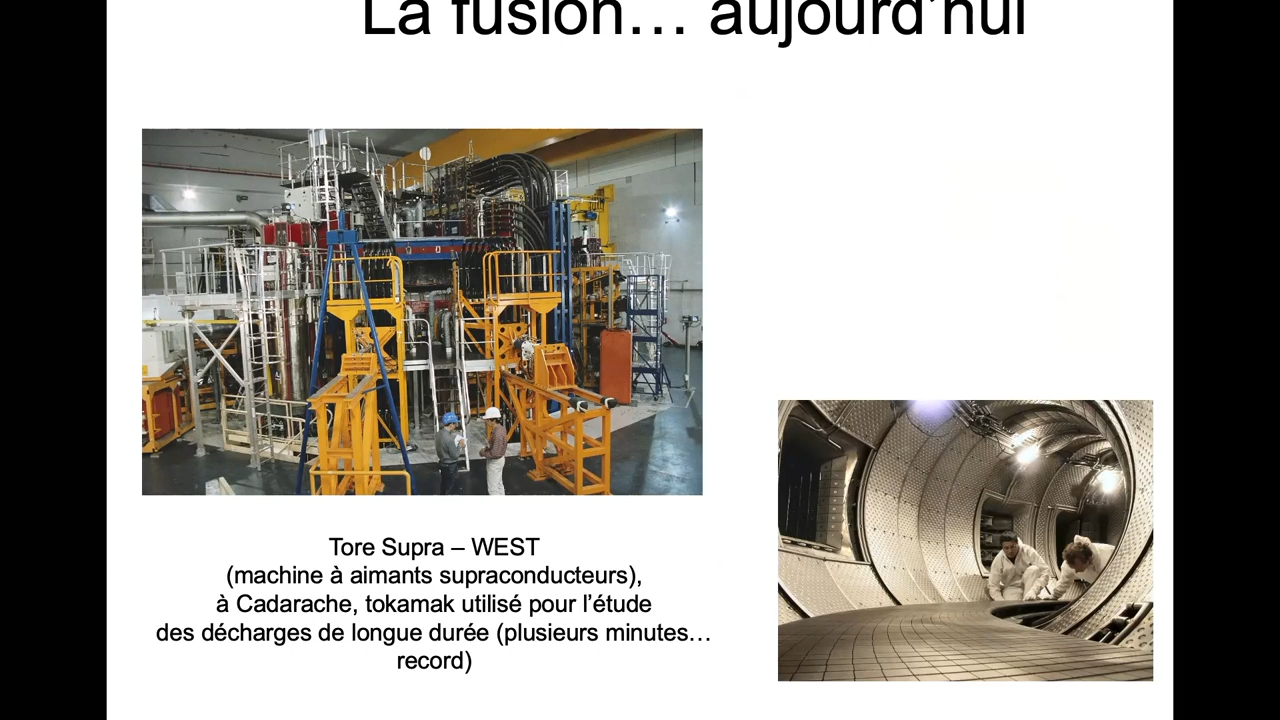 La fusion… aujourd’hui
Tore Supra – WEST
(machine à aimants supraconducteurs),
à Cadarache, tokamak utilisé pour l’étude
des décharges de longue durée (plusieurs minutes…
record)